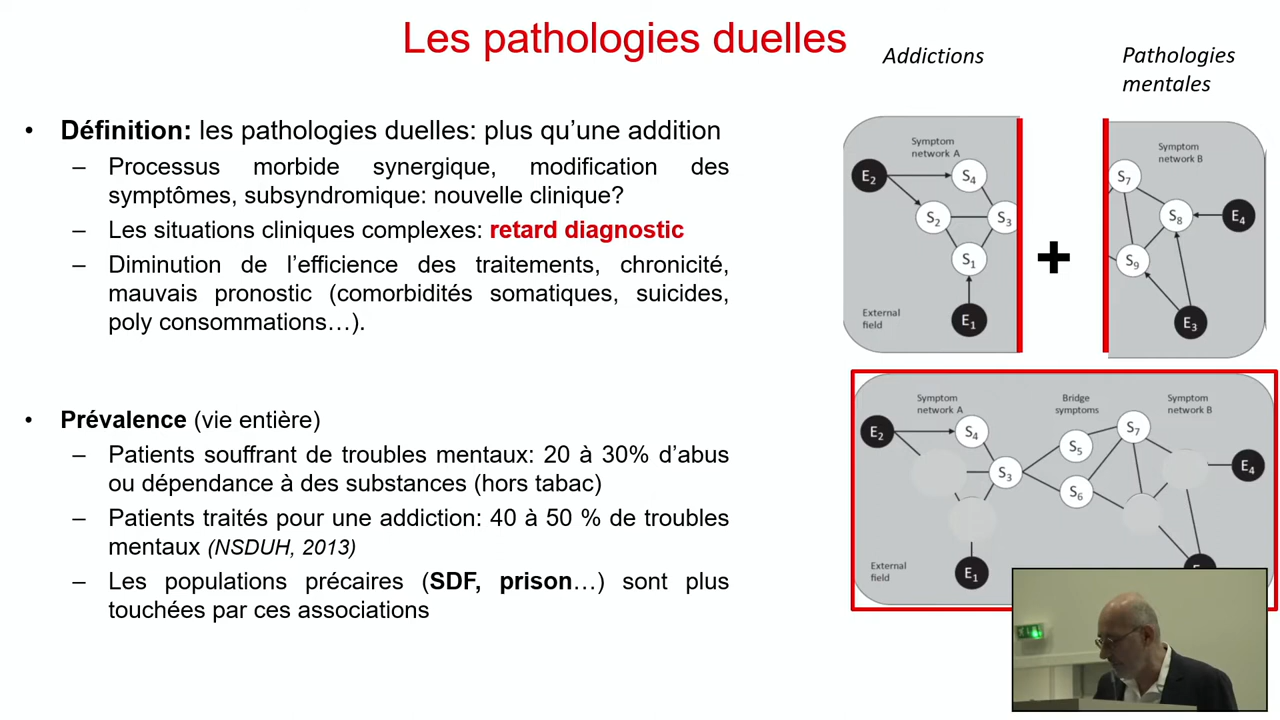 Les pathologies duelles
• Définition: les pathologies duelles: plus qu'une addition
– Processus morbide synergique, modification des
symptômes, subsyndromique: nouvelle clinique?
– Les situations cliniques complexes: retard diagnostic
– Diminution de l'efficience des traitements, chronicité,
mauvais pronostic (comorbidités somatiques, suicides,
poly consommations…).
• Prévalence (vie entière)
– Patients souffrant de troubles mentaux: 20 à 30% d'abus
ou dépendance à des substances (hors tabac)
– Patients traités pour une addiction: 40 à 50 % de troubles
mentaux (NSDUH, 2013)
– Les populations précaires (SDF, prison…) sont plus
touchées par ces associations
Addictions
Pathologies
mentales
Symptom
network A
E2
S4
S2
S3
S1
External
field
E1
+
Symptom
network B
S7
S8
E4
S9
E3
Symptom
network A
Bridge
symptoms
Symptom
network B
E2
S4
S3
S5
S7
S6
E4
External
field
E1